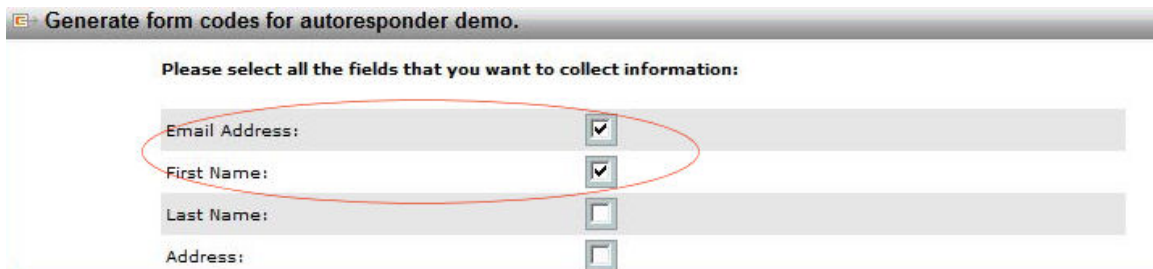 Generate form codes for autoresponder demo.
Please select all the fields that you want to collect information:
Email Address:
First Name:
Last Name:
Address: